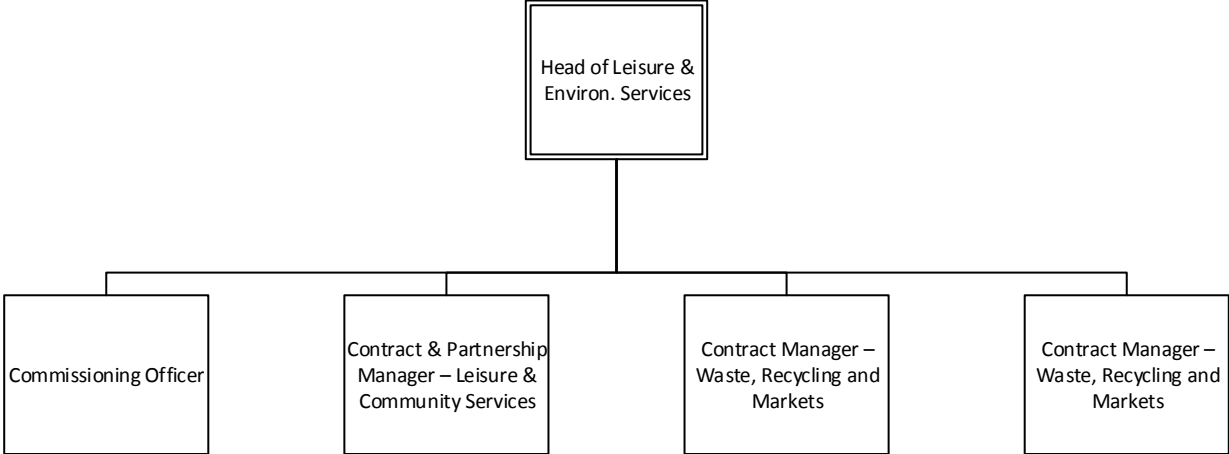 Head of Leisure &
Environ. Services
Commissioning Officer
Contract & Partnership
Manager – Leisure &
Community Services
Contract Manager –
Waste, Recycling and
Markets
Contract Manager –
Waste, Recycling and
Markets